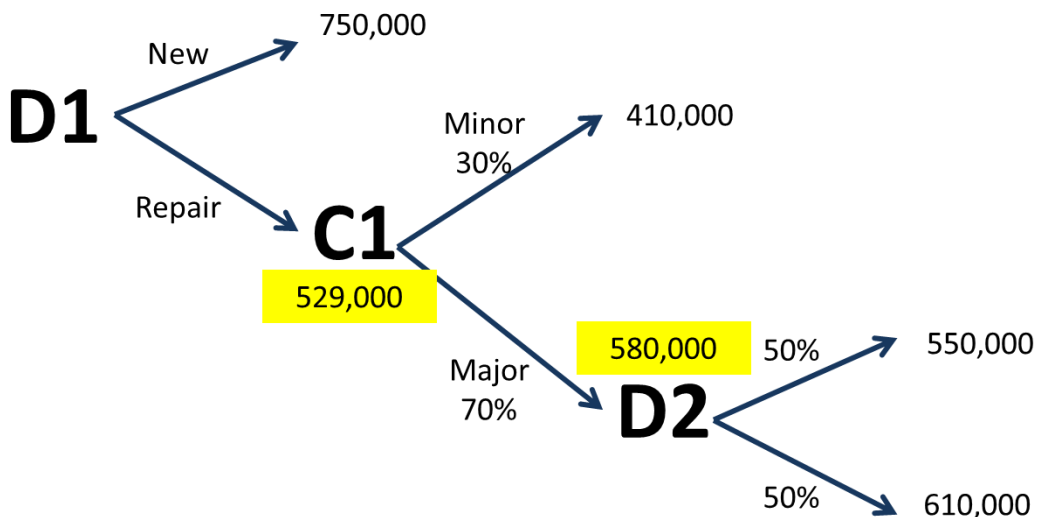 750,000
New
D1
Minor
30%
410,000
Repair
C1
529,000
580,000
50%
550,000
Major
70%
D2
50%
610,000